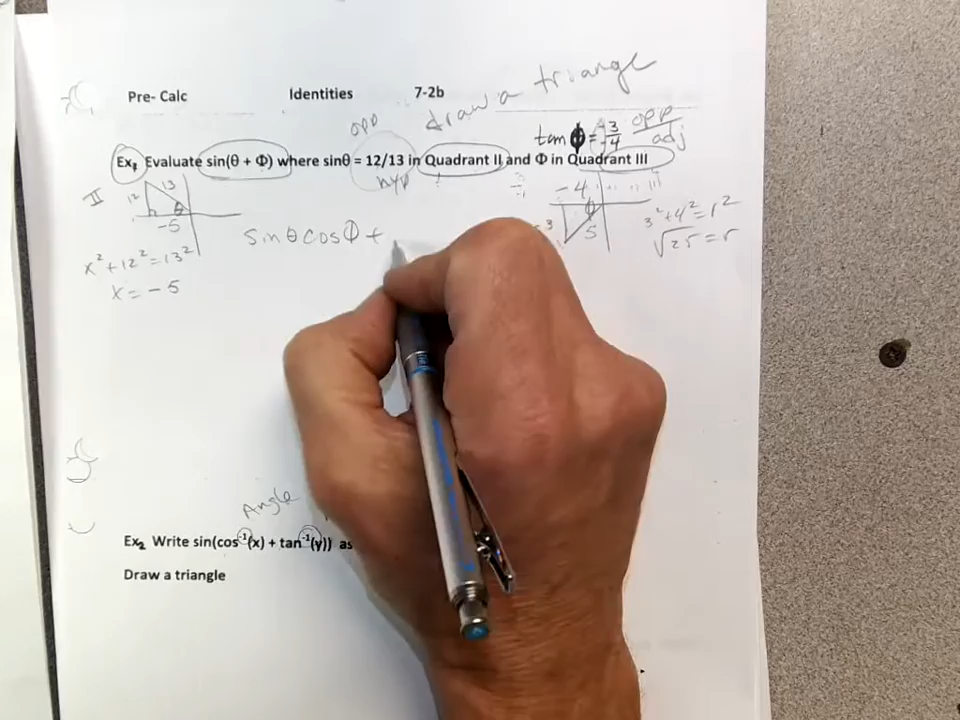 Pre- Calc Identities 7-2b
draw a triangle
opp
tan Φ = 3/4 opp/adj
Ex1 Evaluate sin(θ + Φ) where sinθ = 12/13 in Quadrant II and Φ in Quadrant III
hyp
II 12 13 θ -5
-4 -3 5
3² + 4² = r²
√25 = r
sinθcosΦ +
x² + 12² = 13²
x = -5
Angle
Ex2 Write sin(cos⁻¹(x) + tan⁻¹(y)) as
Draw a triangle